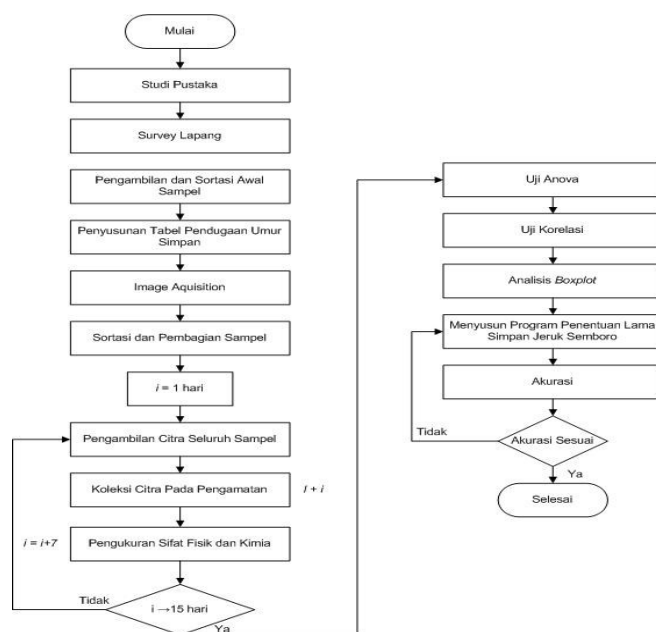 Mulai
Studi Pustaka
Survey Lapang
Pengambilan dan Sortasi Awal
Sampel
Penyusunan Tabel Pendugaan Umur
Simpan
Image Aquisition
Sortasi dan Pembagian Sampel
i = 1 hari
Pengambilan Citra Seluruh Sampel
Koleksi Citra Pada Pengamatan
I + i
i = i+7
Pengukuran Sifat Fisik dan Kimia
Tidak
i →15 hari
Ya
Uji Anova
Uji Korelasi
Analisis Boxplot
Menyusun Program Penentuan Lama
Simpan Jeruk Semboro
Akurasi
Tidak
Akurasi Sesuai
Ya
Selesai